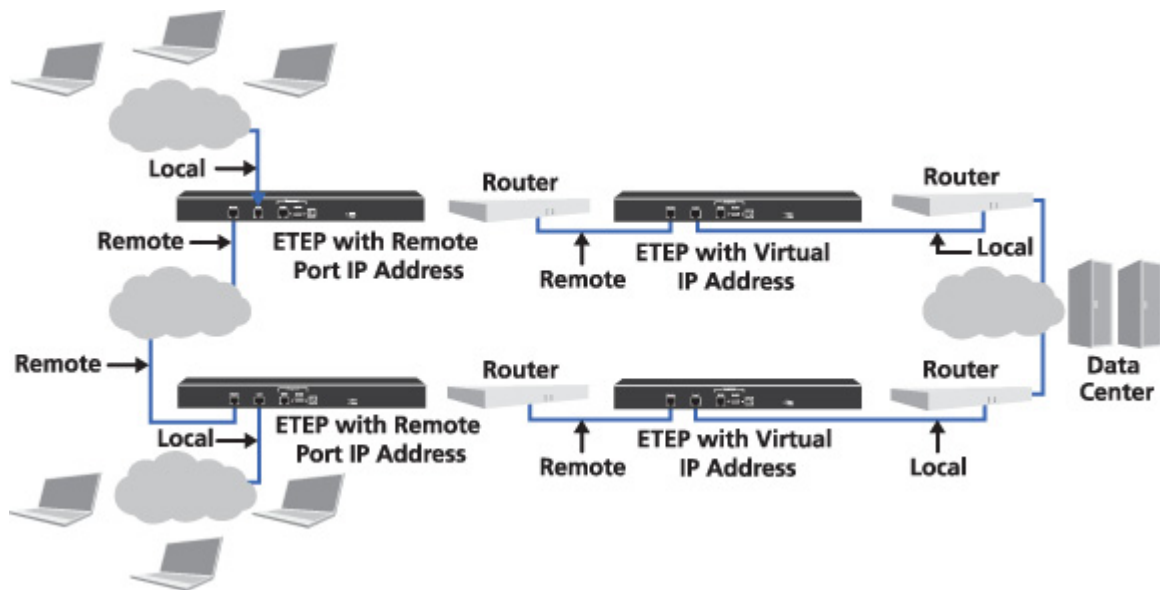 Local
Router
Router
Remote
ETEP with Remote
Port IP Address
Remote
ETEP with Virtual
IP Address
Local
Remote
Router
Router
Data
Center
Local
ETEP with Remote
Port IP Address
Remote
ETEP with Virtual
IP Address
Local